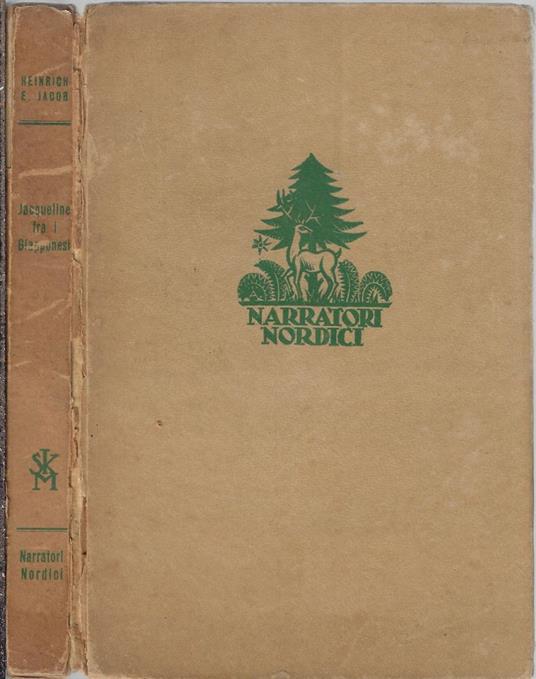 HEINRICH
E. JACOB
Jacqueline
fra i
Giapponesi
SKM
Narratori
Nordici
NARRATORI
NORDICI